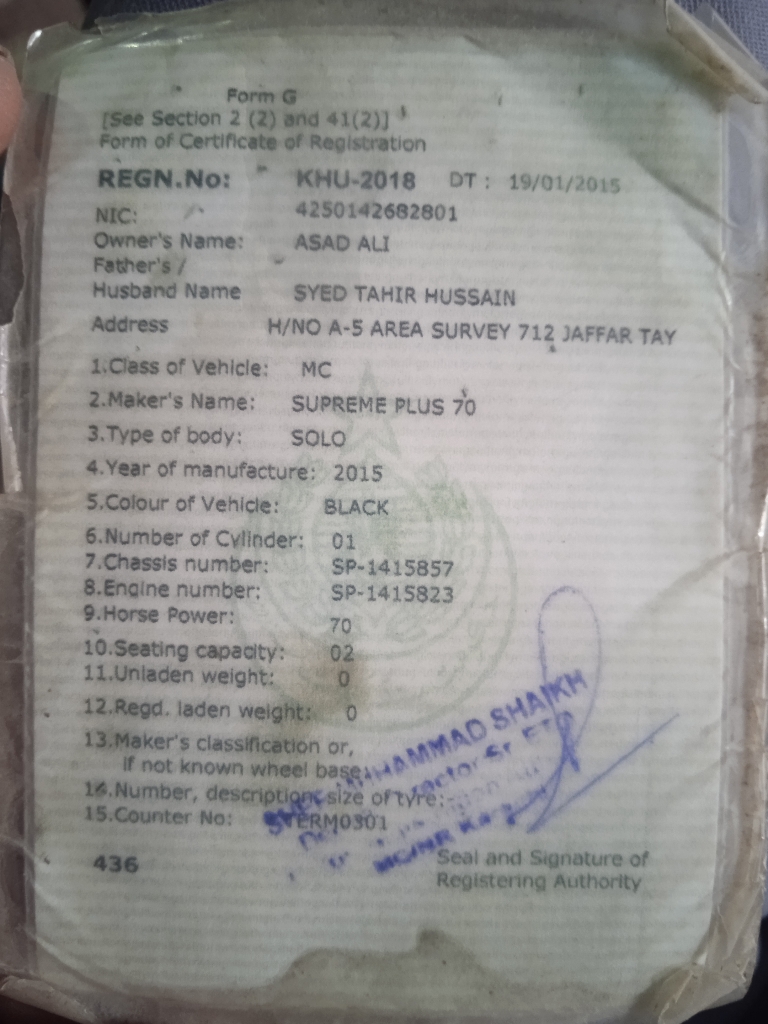 Form G
[See Section 2 (2) and 41(2)]
Form of Certificate of Registration
REGN.No: KHU-2018 DT : 19/01/2015
NIC: 4250142682801
Owner's Name: ASAD ALI
Father's /
Husband Name SYED TAHIR HUSSAIN
Address H/NO A-5 AREA SURVEY 712 JAFFAR TAY
1.Class of Vehicle: MC
2.Maker's Name: SUPREME PLUS 70
3.Type of body: SOLO
4.Year of manufacture: 2015
5.Colour of Vehicle: BLACK
6.Number of Cylinder: 01
7.Chassis number: SP-1415857
8.Engine number: SP-1415823
9.Horse Power: 70
10.Seating capacity: 02
11.Unladen weight: 0
12.Regd. laden weight: 0
13.Maker's classification or,
if not known wheel base
14.Number, description, size of tyre:
15.Counter No: SYERM0301
SHAIKH
436
Seal and Signature of
Registering Authority